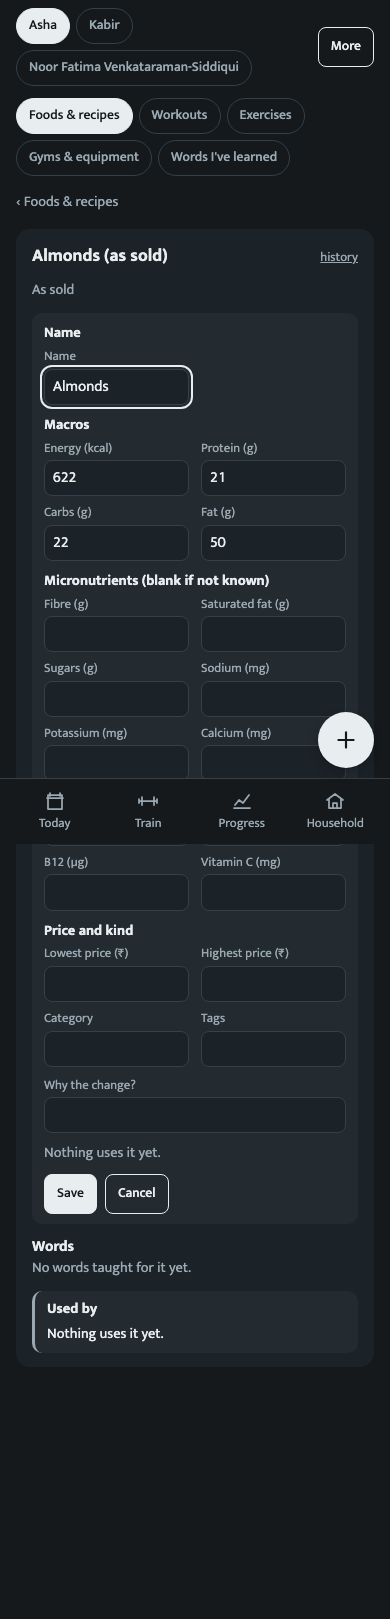 Asha
Kabir
More
Noor Fatima Venkataraman-Siddiqui
Foods & recipes
Workouts
Exercises
Gyms & equipment
Words I've learned
‹ Foods & recipes
Almonds (as sold)
history
As sold
Name
Name
Almonds
Macros
Energy (kcal)
Protein (g)
622
21
Carbs (g)
Fat (g)
22
50
Micronutrients (blank if not known)
Fibre (g)
Saturated fat (g)
Sugars (g)
Sodium (mg)
Potassium (mg)
Calcium (mg)
Today
Train
Progress
Household
B12 (µg)
Vitamin C (mg)
Price and kind
Lowest price (₹)
Highest price (₹)
Category
Tags
Why the change?
Nothing uses it yet.
Save
Cancel
Words
No words taught for it yet.
Used by
Nothing uses it yet.